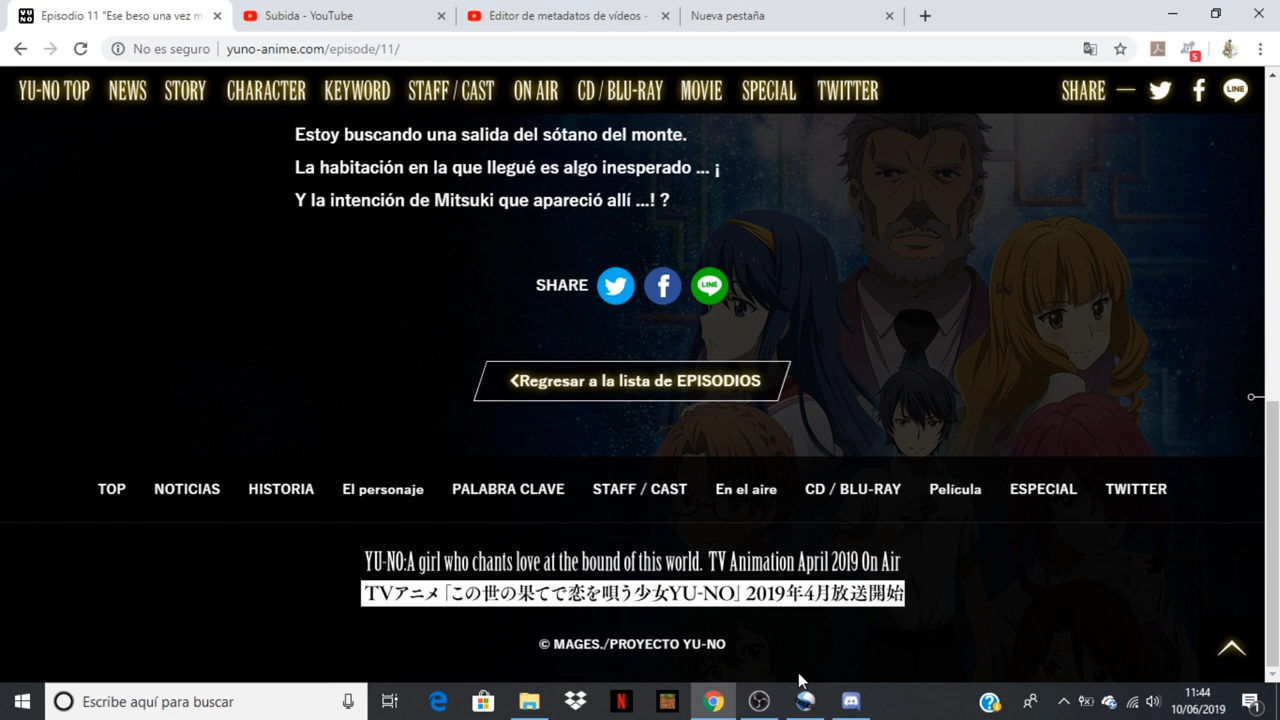 Episodio 11 "Ese beso una vez m
Subida - YouTube
Editor de metadatos de vídeos -
Nueva pestaña
No es seguro
yuno-anime.com/episode/11/
5
YU-NO TOP NEWS STORY CHARACTER KEYWORD STAFF / CAST ON AIR CD / BLU-RAY MOVIE SPECIAL TWITTER SHARE LINE
Estoy buscando una salida del sótano del monte.
La habitación en la que llegué es algo inesperado ... ¡
Y la intención de Mitsuki que apareció allí ...! ?
SHARE LINE
Regresar a la lista de EPISODIOS
TOP NOTICIAS HISTORIA El personaje PALABRA CLAVE STAFF / CAST En el aire CD / BLU-RAY Película ESPECIAL TWITTER
YU-NO:A girl who chants love at the bound of this world. TV Animation April 2019 On Air
TVアニメ「この世の果てで恋を唄う少女YU-NO」2019年4月放送開始
© MAGES./PROYECTO YU-NO
Escribe aquí para buscar
11:44
10/06/2019
1